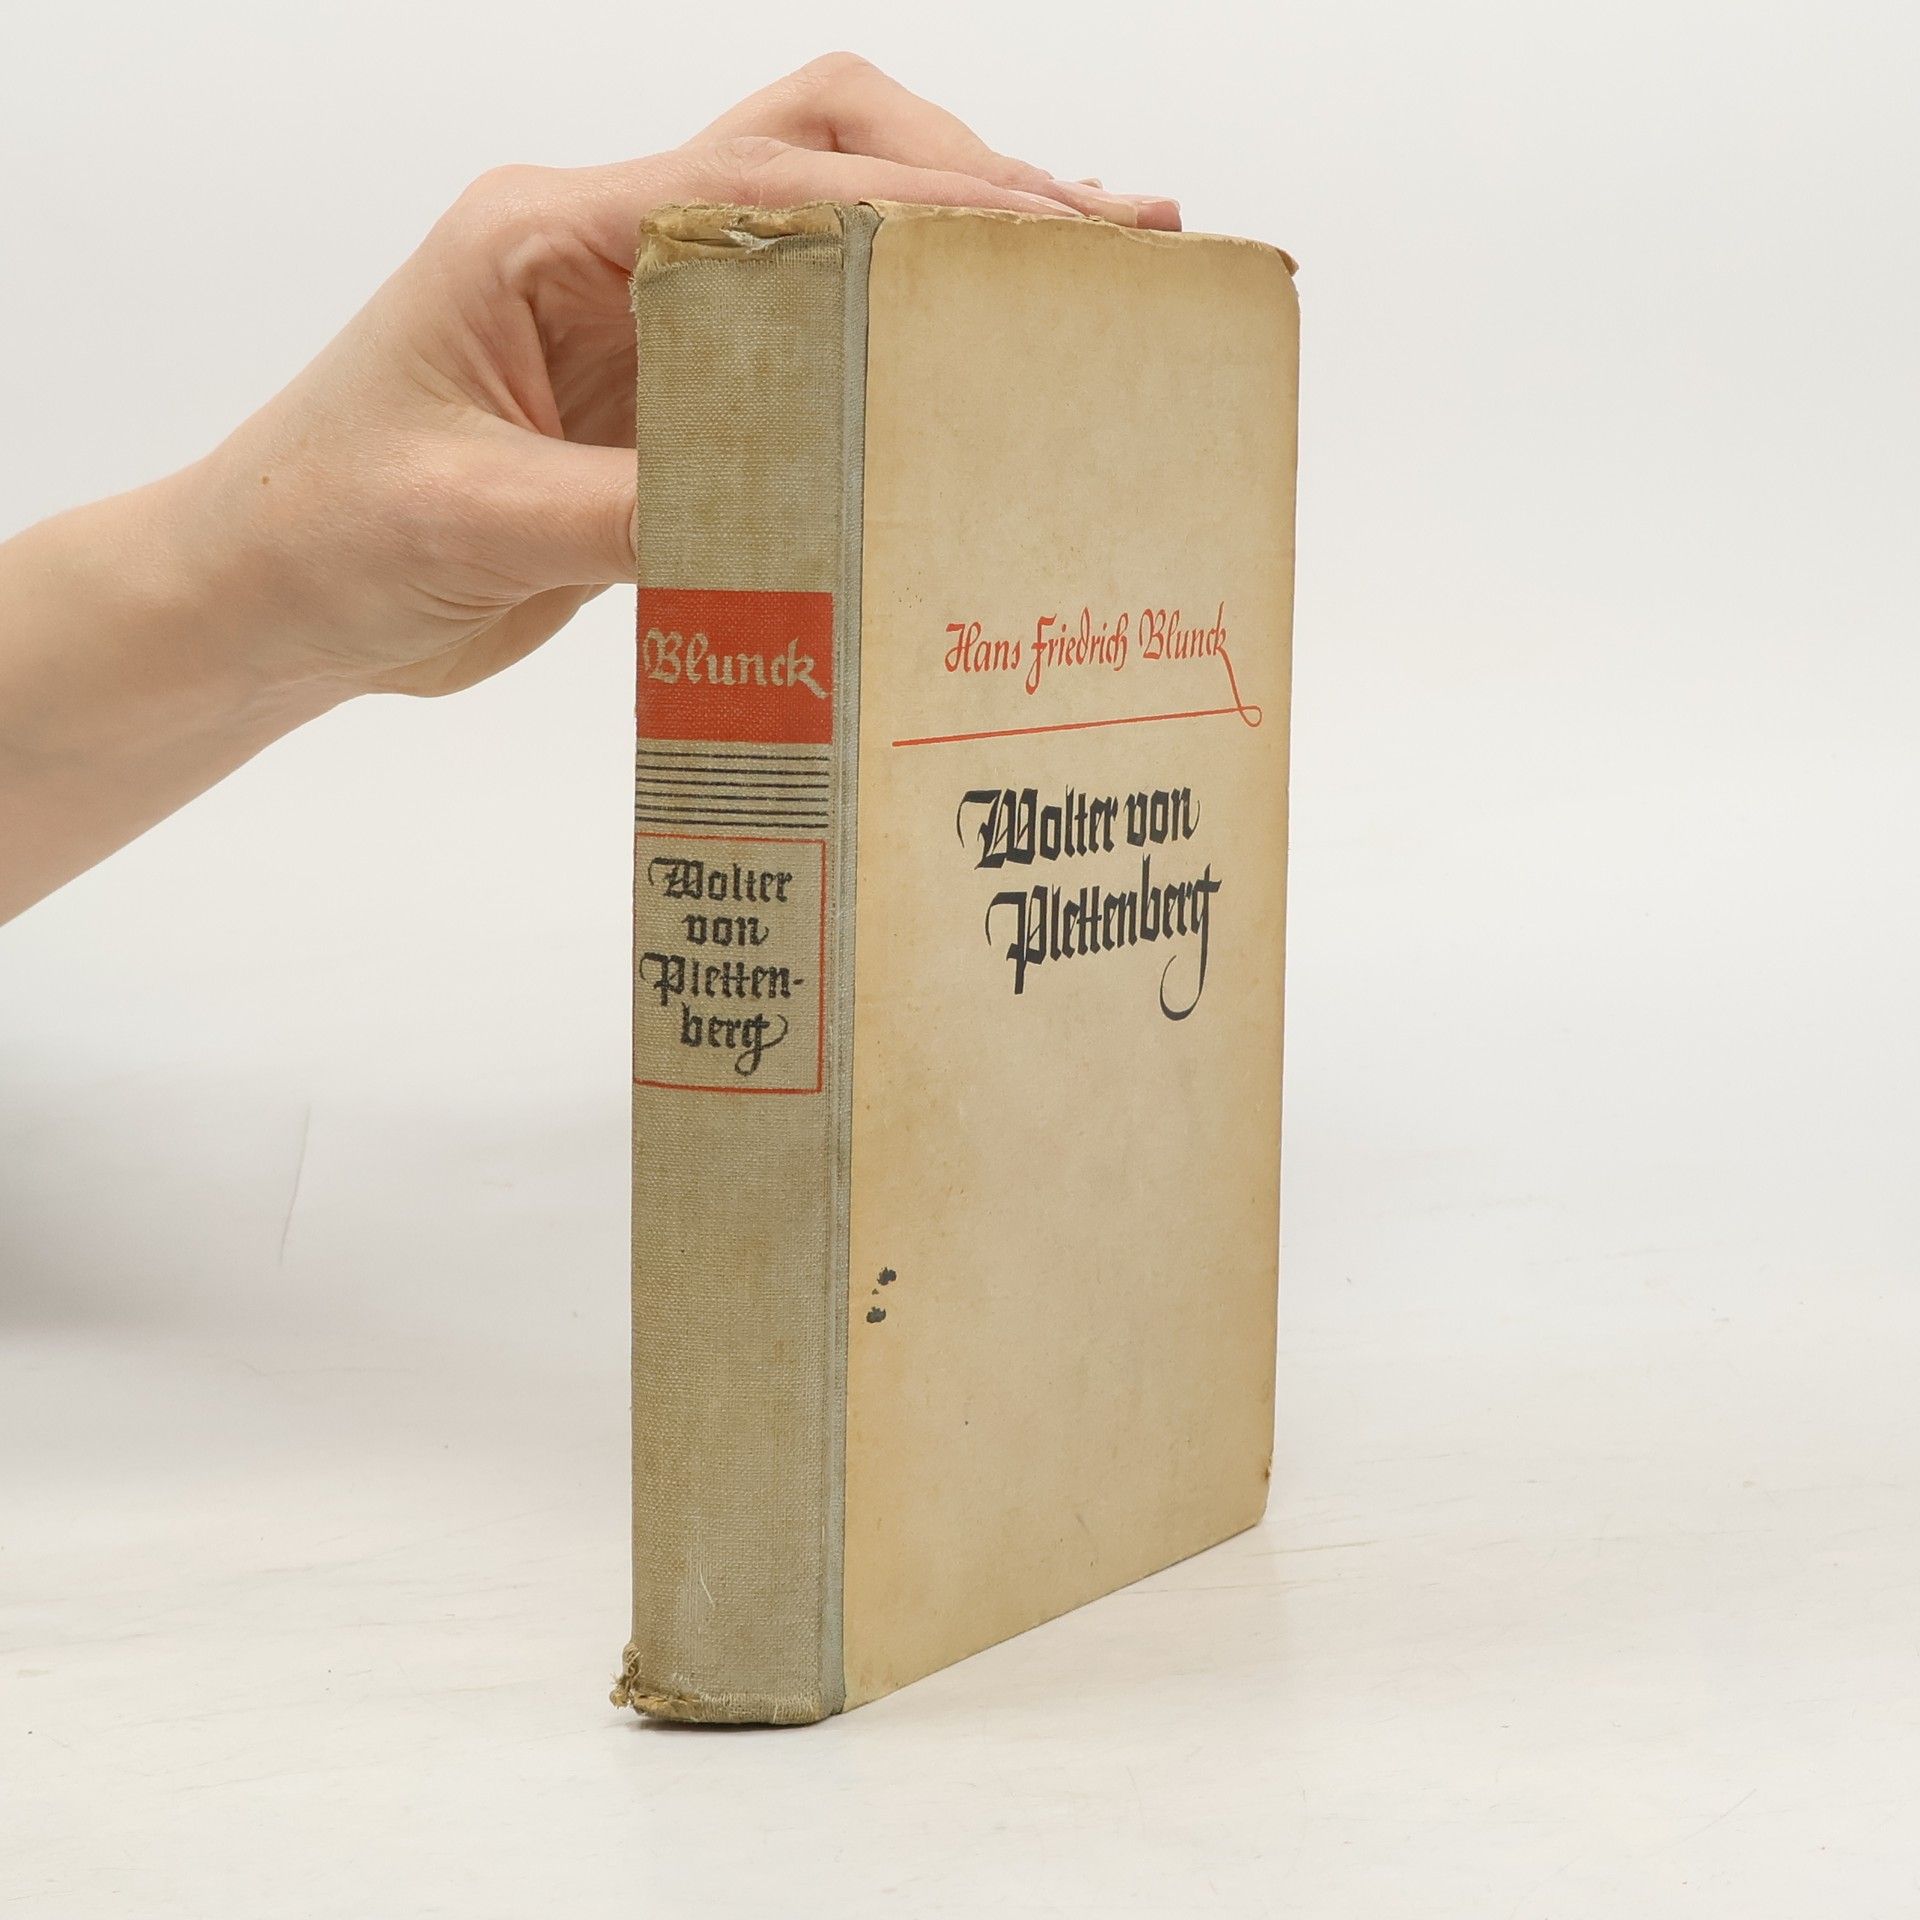 Blunck
Wolter
von
Pletten-
berg
Hans Friedrich Blunck
Wolter von
Plettenberg